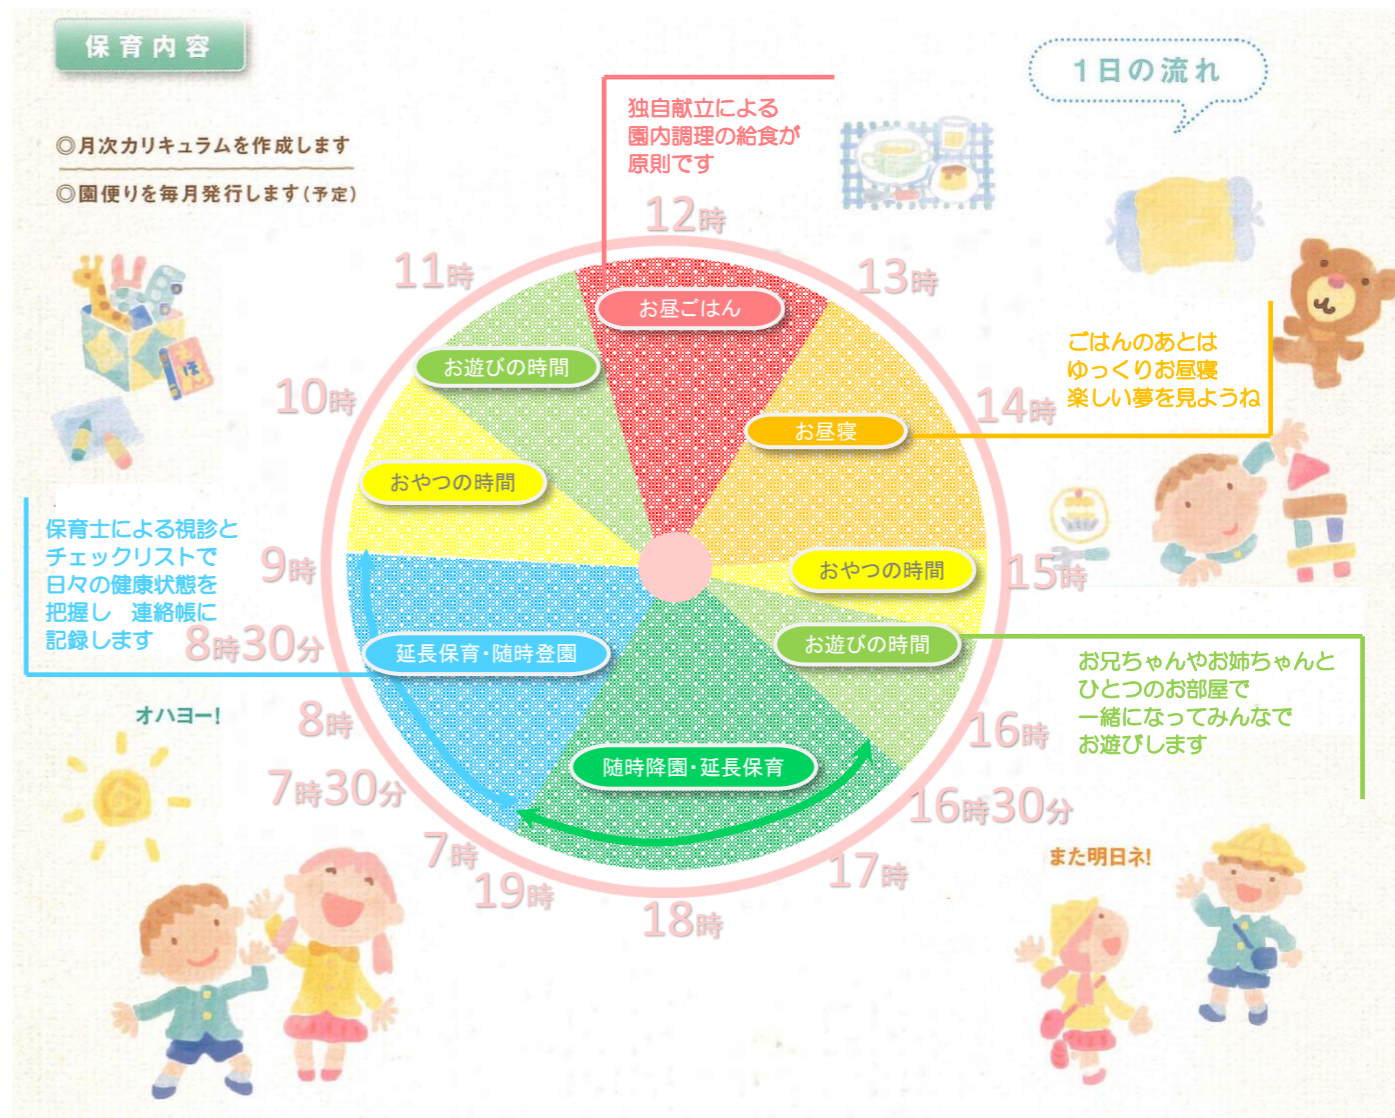 保育内容
1日の流れ
◎月次カリキュラムを作成します
◎園便りを毎月発行します(予定)
独自献立による
園内調理の給食が
原則です
12時
11時
13時
お昼ごはん
お遊びの時間
10時
14時
ごはんのあとは
ゆっくりお昼寝
楽しい夢を見ようね
お昼寝
おやつの時間
ほん
保育士による視診と
チェックリストで
日々の健康状態を
把握し 連絡帳に
記録します
9時
おやつの時間
15時
8時30分
延長保育・随時登園
お遊びの時間
お兄ちゃんやお姉ちゃんと
ひとつのお部屋で
一緒になってみんなで
お遊びします
オハヨー!
8時
16時
随時降園・延長保育
7時30分
16時30分
7時
19時
17時
18時
また明日ネ!